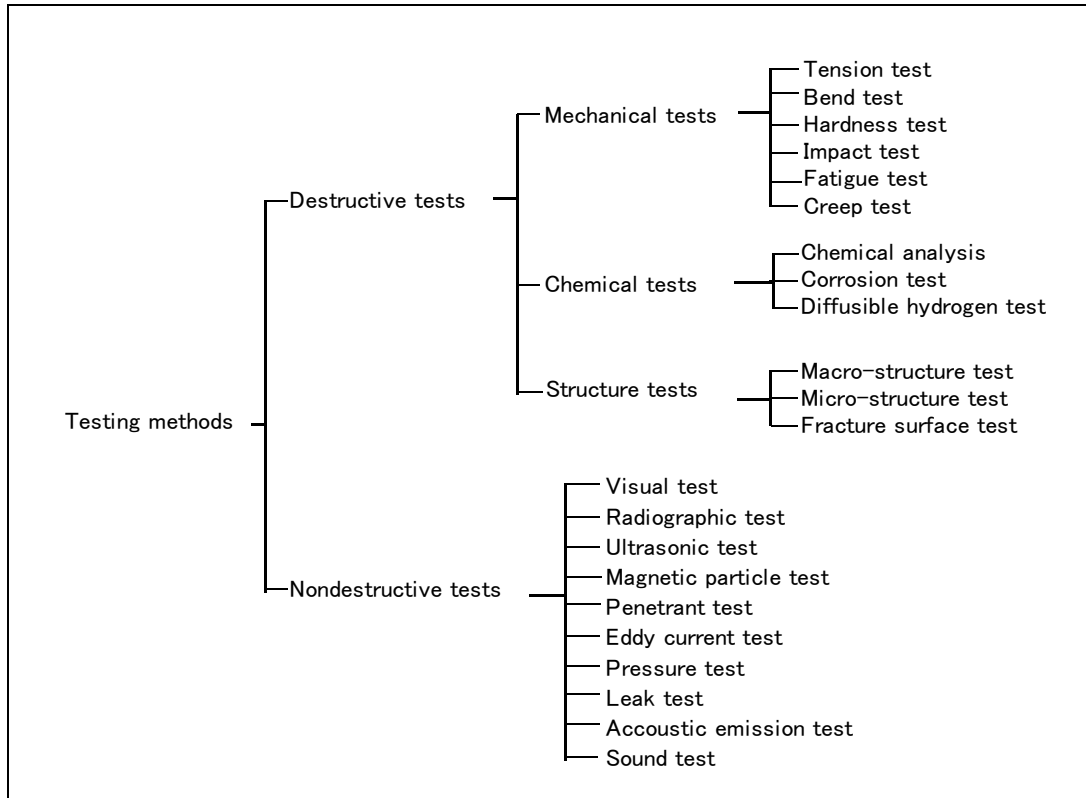 Testing methods
Destructive tests
Mechanical tests
Tension test
Bend test
Hardness test
Impact test
Fatigue test
Creep test
Chemical tests
Chemical analysis
Corrosion test
Diffusible hydrogen test
Structure tests
Macro-structure test
Micro-structure test
Fracture surface test
Nondestructive tests
Visual test
Radiographic test
Ultrasonic test
Magnetic particle test
Penetrant test
Eddy current test
Pressure test
Leak test
Accoustic emission test
Sound test